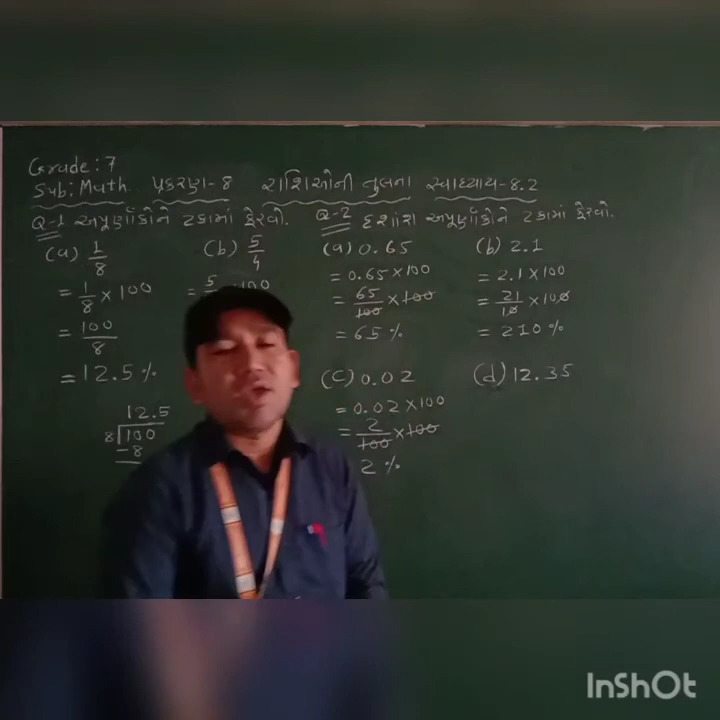 Grade: 7
Sub: Math પ્રકરણ-8 રાશિઓની તુલના સ્વાધ્યાય-8.2
Q-1 અપૂર્ણાંકોને ટકામાં ફેરવો. Q-2 દશાંશ અપૂર્ણાંકોને ટકામાં ફેરવો.
(a) 1/8 (b) 5/4 (a) 0.65 (b) 2.1
= 1/8 × 100 = 5 100 = 0.65 × 100 = 2.1 × 100
= 100/8 = 65/100 × 100 = 21/10 × 100
= 12.5 % = 65 % = 210 %
(c) 0.02 (d) 12.35
12.5 = 0.02 × 100
8 100 = 2/100 × 100
-8 2 %
InShOt